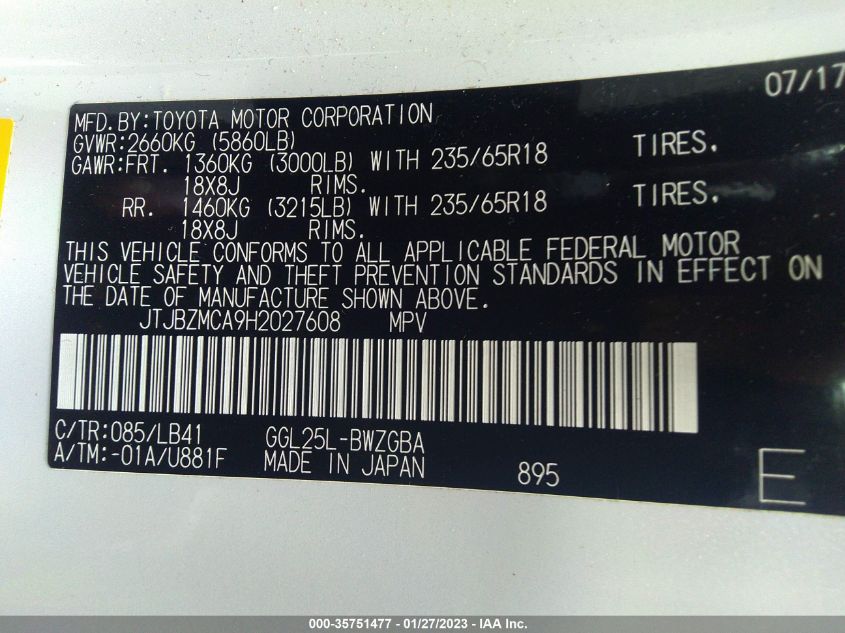 07/17
MFD.BY:TOYOTA MOTOR CORPORATION
GVWR:2660KG (5860LB)
GAWR:FRT. 1360KG (3000LB) WITH 235/65R18 TIRES.
18X8J RIMS.
RR. 1460KG (3215LB) WITH 235/65R18 TIRES.
18X8J RIMS.
THIS VEHICLE CONFORMS TO ALL APPLICABLE FEDERAL MOTOR
VEHICLE SAFETY AND THEFT PREVENTION STANDARDS IN EFFECT ON
THE DATE OF MANUFACTURE SHOWN ABOVE.
JTJBZMCA9H2027608 MPV
C/TR:085/LB41 GGL25L-BWZGBA
A/TM:-01A/U881F MADE IN JAPAN 895 E
000-35751477 - 01/27/2023 - IAA Inc.